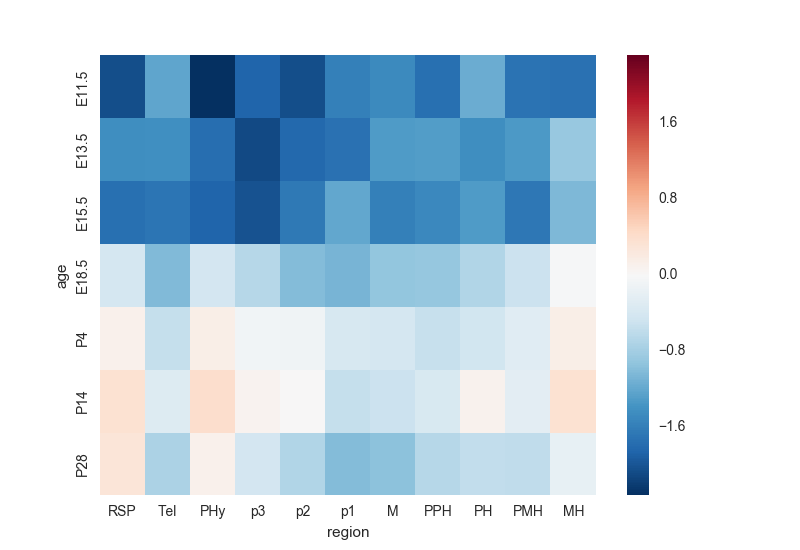 age
E11.5
E13.5
E15.5
E18.5
P4
P14
P28
RSP Tel PHy p3 p2 p1 M PPH PH PMH MH
region
1.6
0.8
0.0
−0.8
−1.6